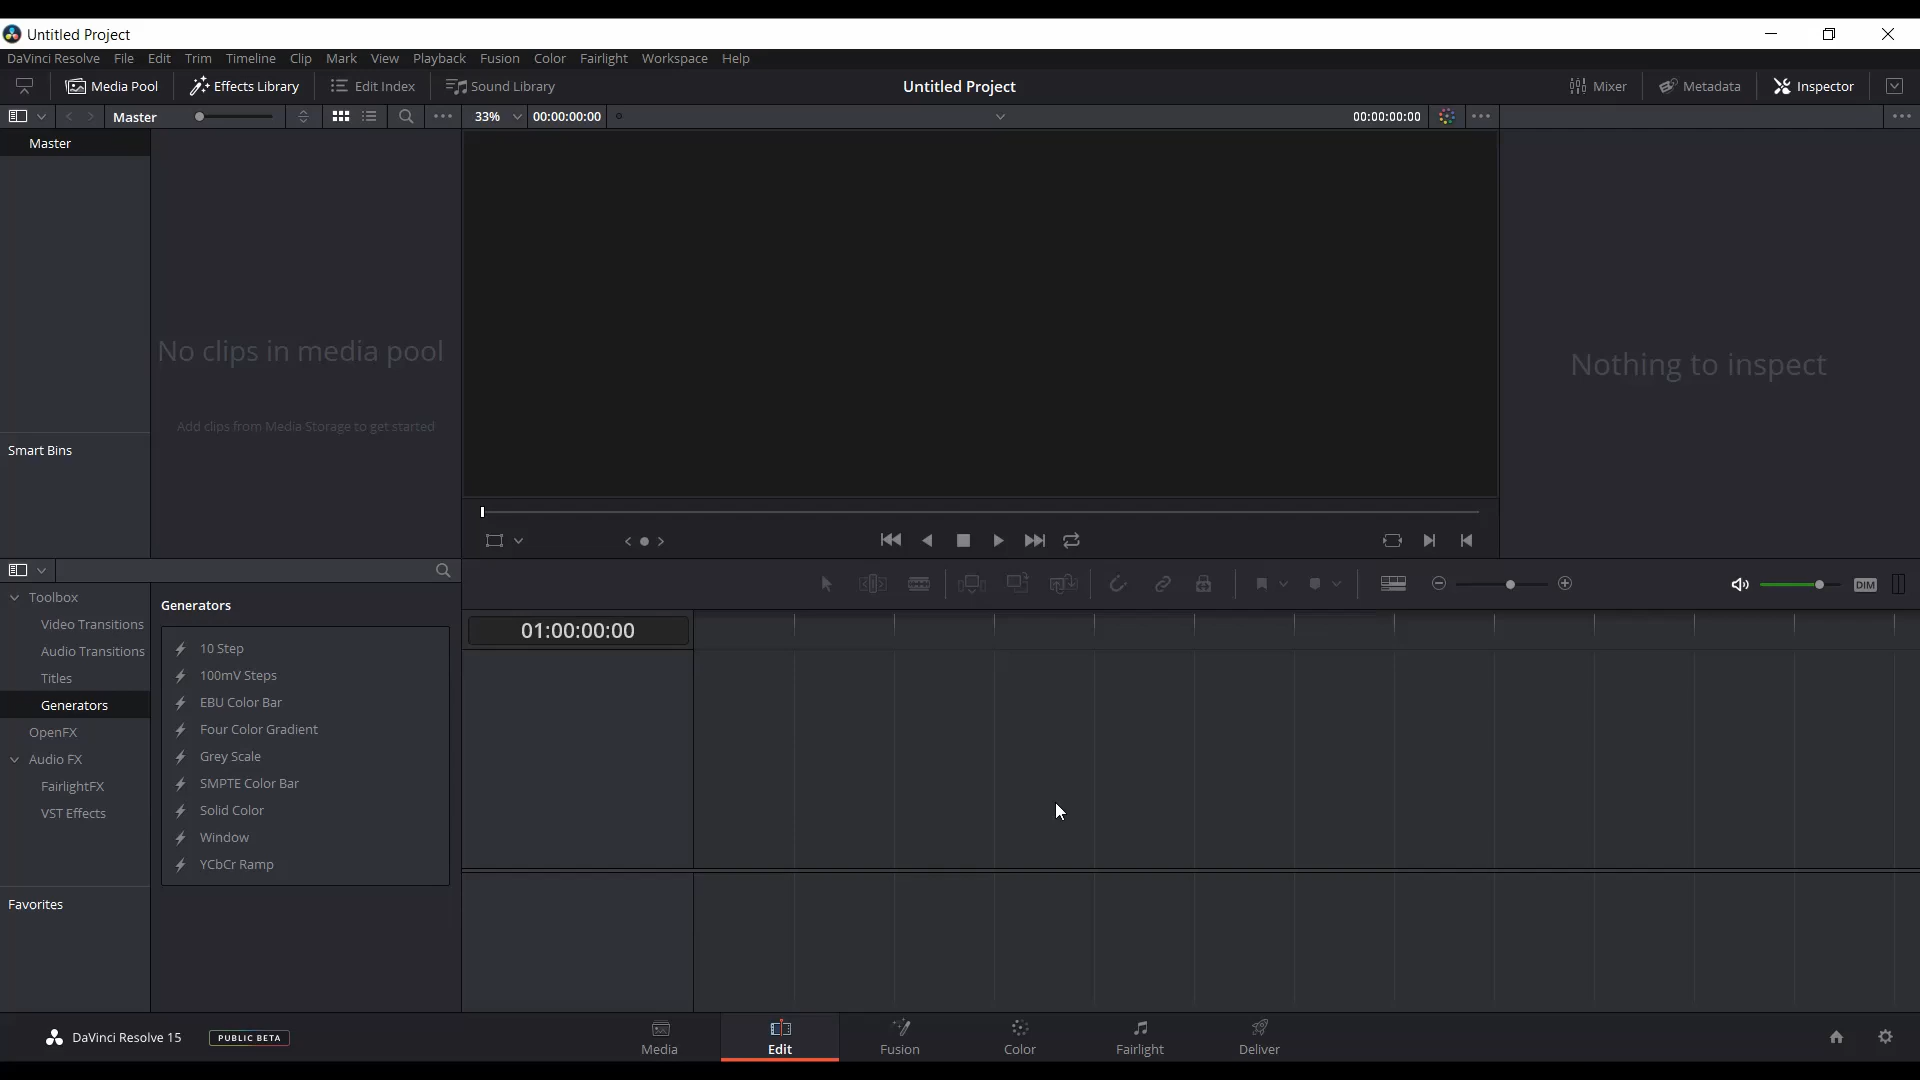 Untitled Project
DaVinci Resolve File Edit Trim Timeline Clip Mark View Playback Fusion Color Fairlight Workspace Help
Media Pool Effects Library Edit Index Sound Library Untitled Project Mixer Metadata Inspector
Master 33% 00:00:00:00 00:00:00:00
Master
No clips in media pool
Nothing to inspect
Add clips from Media Storage to get started
Smart Bins
DIM
Toolbox
Generators
Video Transitions
01:00:00:00
10 Step
Audio Transitions
100mV Steps
Titles
EBU Color Bar
Generators
Four Color Gradient
OpenFX
Grey Scale
Audio FX
SMPTE Color Bar
FairlightFX
Solid Color
VST Effects
Window
YCbCr Ramp
Favorites
DaVinci Resolve 15 PUBLIC BETA
Media Edit Fusion Color Fairlight Deliver